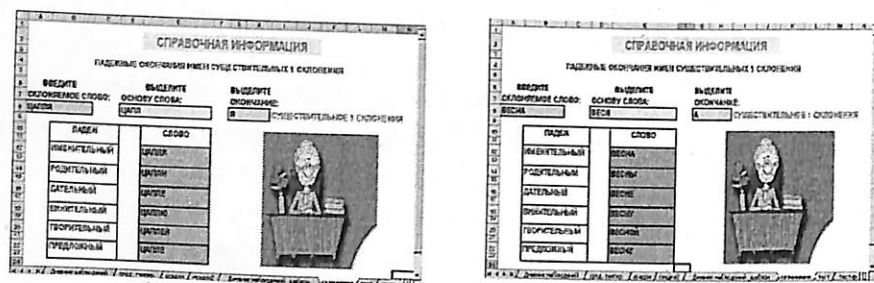 СПРАВОЧНАЯ ИНФОРМАЦИЯ
ПАДЕЖНЫЕ ОКОНЧАНИЯ ИМЕН СУЩЕСТВИТЕЛЬНЫХ 1 СКЛОНЕНИЯ
ВВЕДИТЕ
СКЛОНЯЕМОЕ СЛОВО:
ВЫДЕЛИТЕ
ОСНОВУ СЛОВА:
ВЫДЕЛИТЕ
ОКОНЧАНИЕ:
ЦАПЛЯ
ЦАПЛ
Я
СУЩЕСТВИТЕЛЬНОЕ 1 СКЛОНЕНИЯ
ПАДЕЖ СЛОВО
ИМЕНИТЕЛЬНЫЙ ЦАПЛЯ
РОДИТЕЛЬНЫЙ ЦАПЛИ
ДАТЕЛЬНЫЙ ЦАПЛЕ
ВИНИТЕЛЬНЫЙ ЦАПЛЮ
ТВОРИТЕЛЬНЫЙ ЦАПЛЕЙ
ПРЕДЛОЖНЫЙ ЦАПЛЕ
СПРАВОЧНАЯ ИНФОРМАЦИЯ
ПАДЕЖНЫЕ ОКОНЧАНИЯ ИМЕН СУЩЕСТВИТЕЛЬНЫХ 1 СКЛОНЕНИЯ
ВВЕДИТЕ
СКЛОНЯЕМОЕ СЛОВО:
ВЫДЕЛИТЕ
ОСНОВУ СЛОВА:
ВЫДЕЛИТЕ
ОКОНЧАНИЕ:
ВЕСНА
ВЕСН
А
СУЩЕСТВИТЕЛЬНОЕ 1 СКЛОНЕНИЯ
ПАДЕЖ СЛОВО
ИМЕНИТЕЛЬНЫЙ ВЕСНА
РОДИТЕЛЬНЫЙ ВЕСНЫ
ДАТЕЛЬНЫЙ ВЕСНЕ
ВИНИТЕЛЬНЫЙ ВЕСНУ
ТВОРИТЕЛЬНЫЙ ВЕСНОЙ
ПРЕДЛОЖНЫЙ ВЕСНЕ